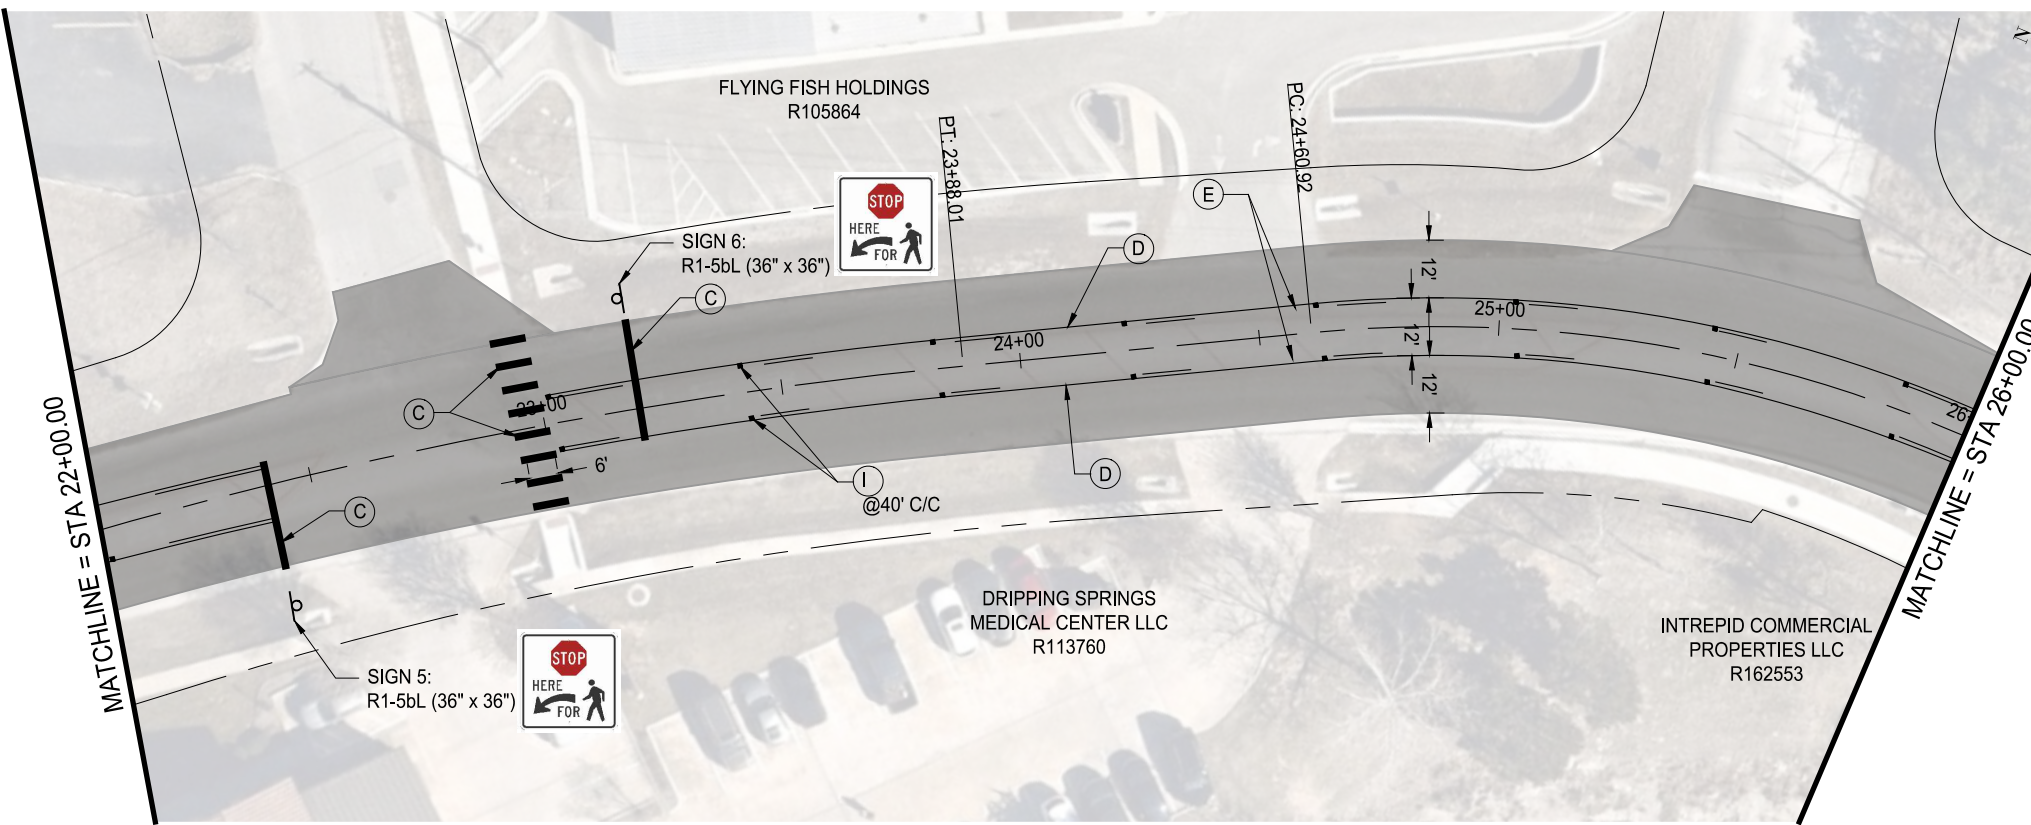 N
FLYING FISH HOLDINGS
R105864
PT: 23+88.01
PC: 24+60.92
E
D
SIGN 6:
R1-5bL (36" x 36")
STOP
HERE
FOR
C
12'
12'
12'
25+00
24+00
23+00
C
6'
I
@40' C/C
D
C
MATCHLINE = STA 22+00.00
MATCHLINE = STA 26+00.00
DRIPPING SPRINGS
MEDICAL CENTER LLC
R113760
INTREPID COMMERCIAL
PROPERTIES LLC
R162553
SIGN 5:
R1-5bL (36" x 36")
STOP
HERE
FOR